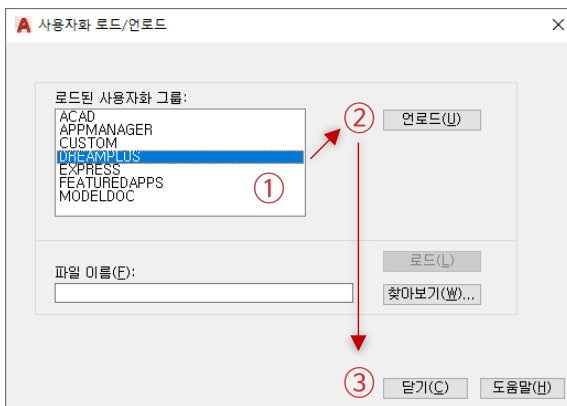 사용자화 로드/언로드
로드된 사용자화 그룹:
ACAD
APPMANAGER
CUSTOM
DREAMPLUS
EXPRESS
FEATUREDAPPS
MODELDOC
①
②
언로드(U)
파일 이름(F):
로드(L)
찾아보기(W)...
③
닫기(C)
도움말(H)